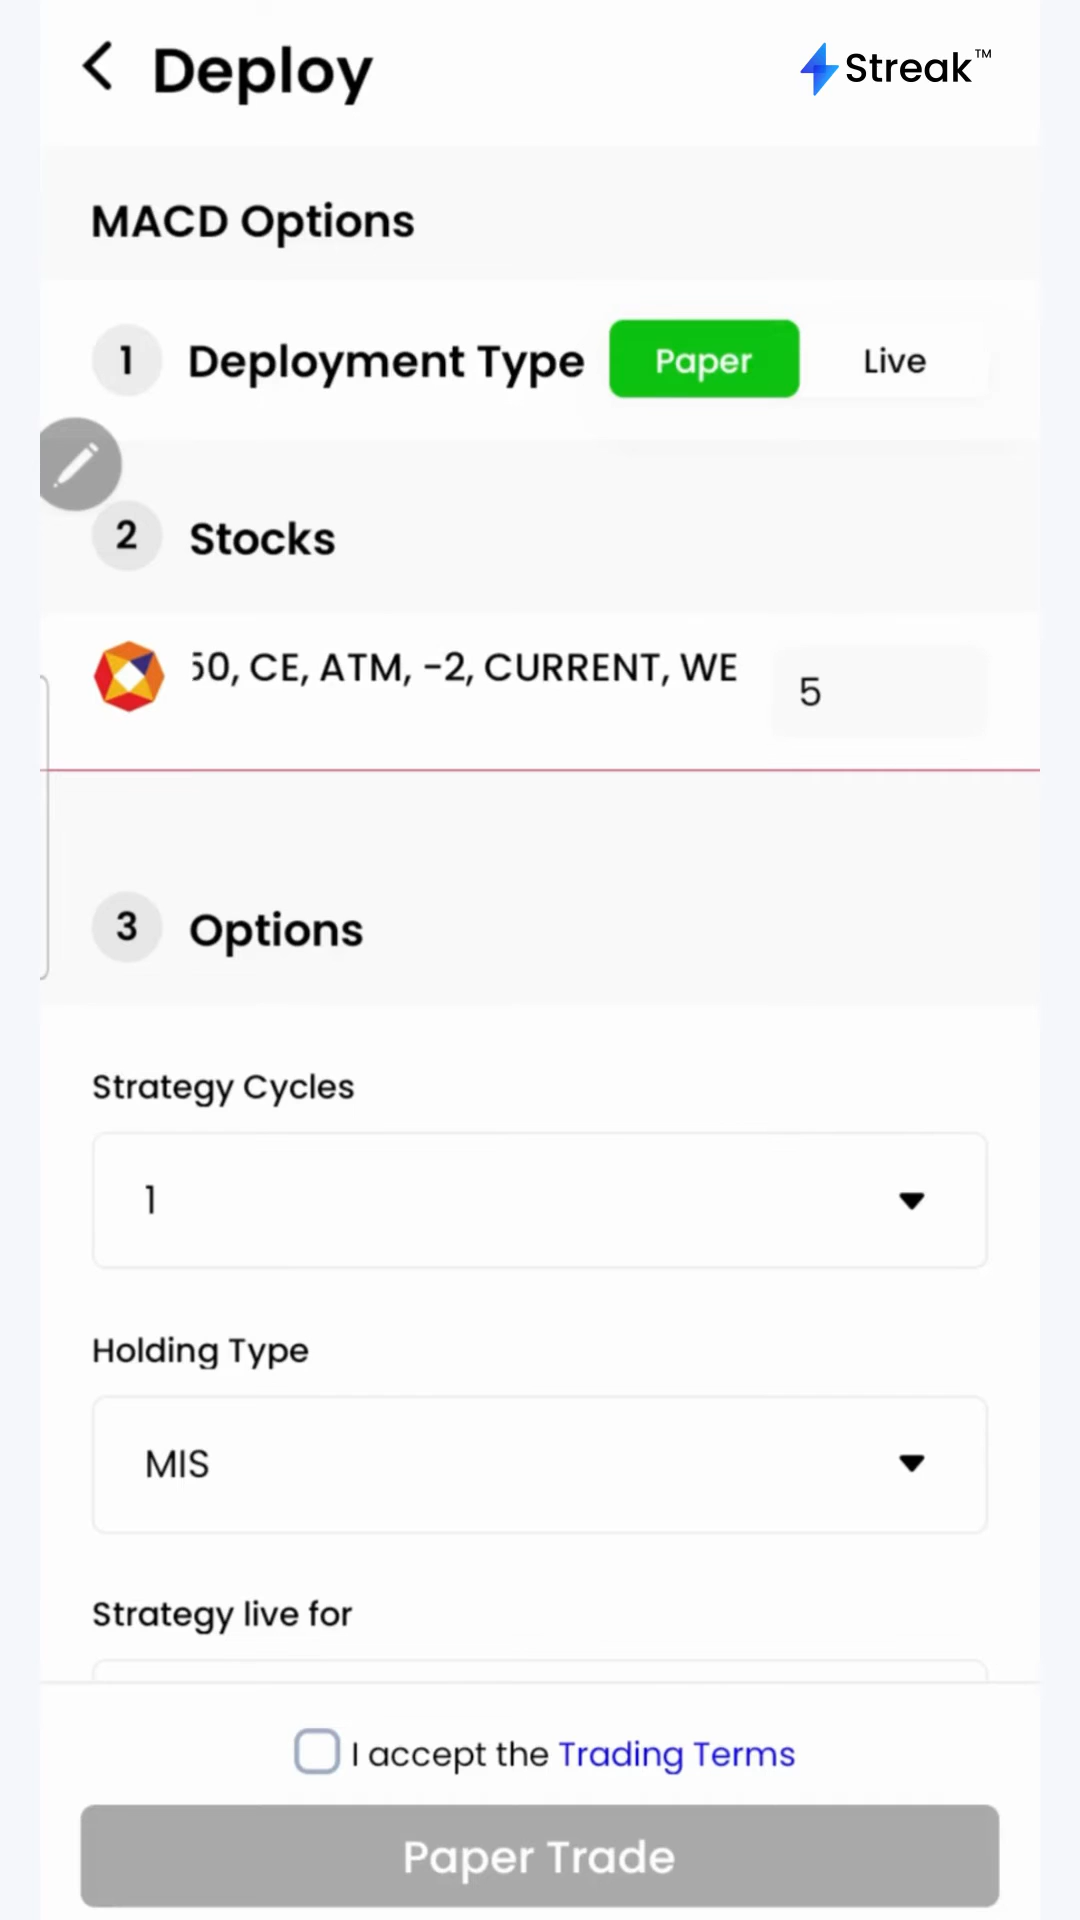 Deploy
Streak™
MACD Options
1 Deployment Type Paper Live
2 Stocks
50, CE, ATM, -2, CURRENT, WE 5
3 Options
Strategy Cycles
1
Holding Type
MIS
Strategy live for
I accept the Trading Terms
Paper Trade